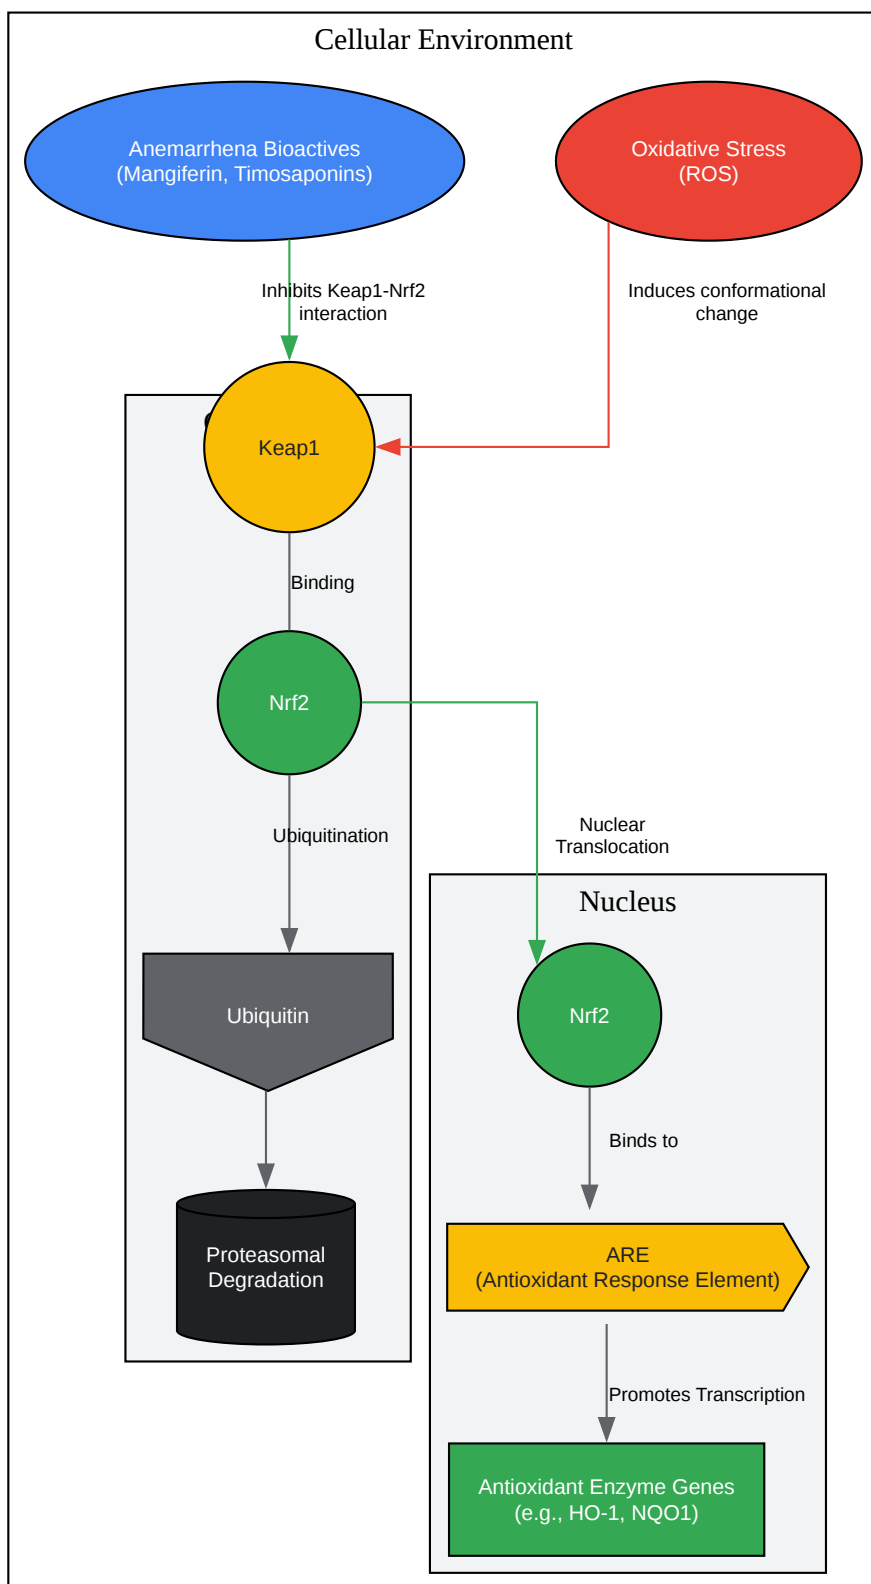 Cellular Environment
Anemarrhena Bioactives
(Mangiferin, Timosaponins)
Oxidative Stress
(ROS)
Inhibits Keap1-Nrf2
interaction
Induces conformational
change
Keap1
Binding
Nrf2
Ubiquitination
Nuclear
Translocation
Nucleus
Ubiquitin
Nrf2
Binds to
Proteasomal
Degradation
ARE
(Antioxidant Response Element)
Promotes Transcription
Antioxidant Enzyme Genes
(e.g., HO-1, NQO1)